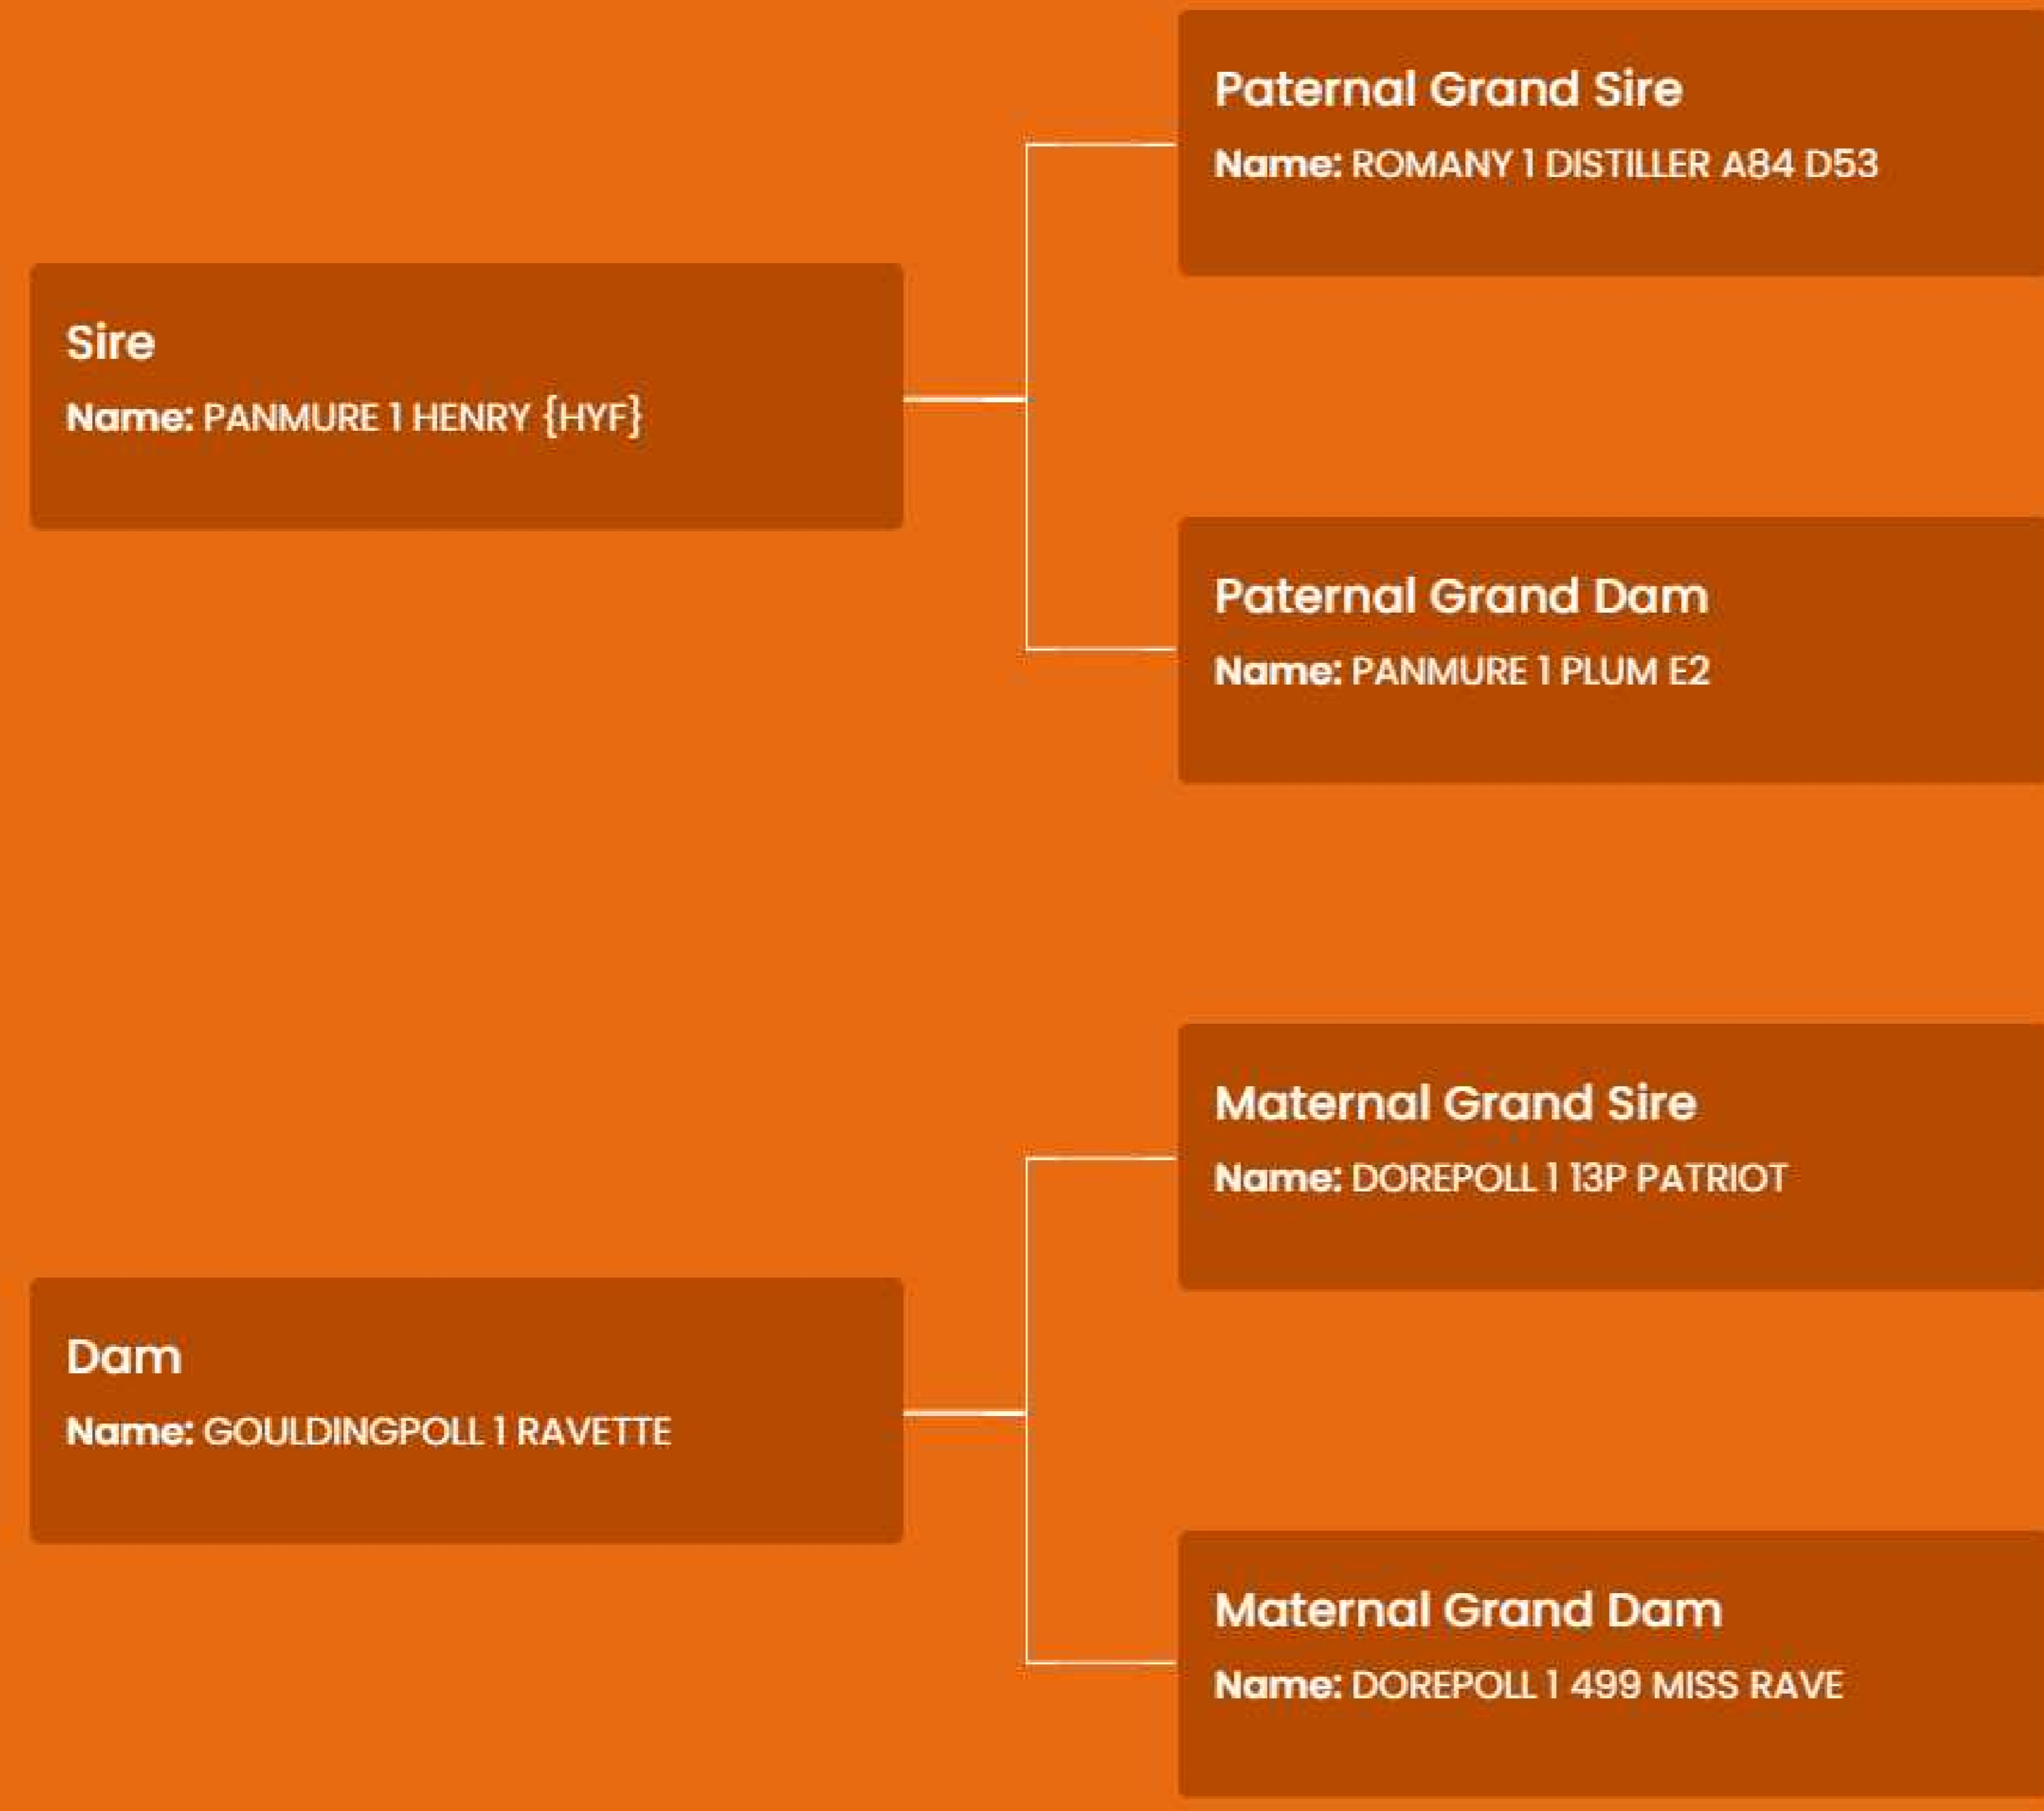 Paternal Grand Sire
Name: ROMANY 1 DISTILLER A84 D53
Sire
Name: PANMURE 1 HENRY {HYF}
Paternal Grand Dam
Name: PANMURE 1 PLUM E2
Maternal Grand Sire
Name: DOREPOLL 1 13P PATRIOT
Dam
Name: GOULDINGPOLL 1 RAVETTE
Maternal Grand Dam
Name: DOREPOLL 1 499 MISS RAVE